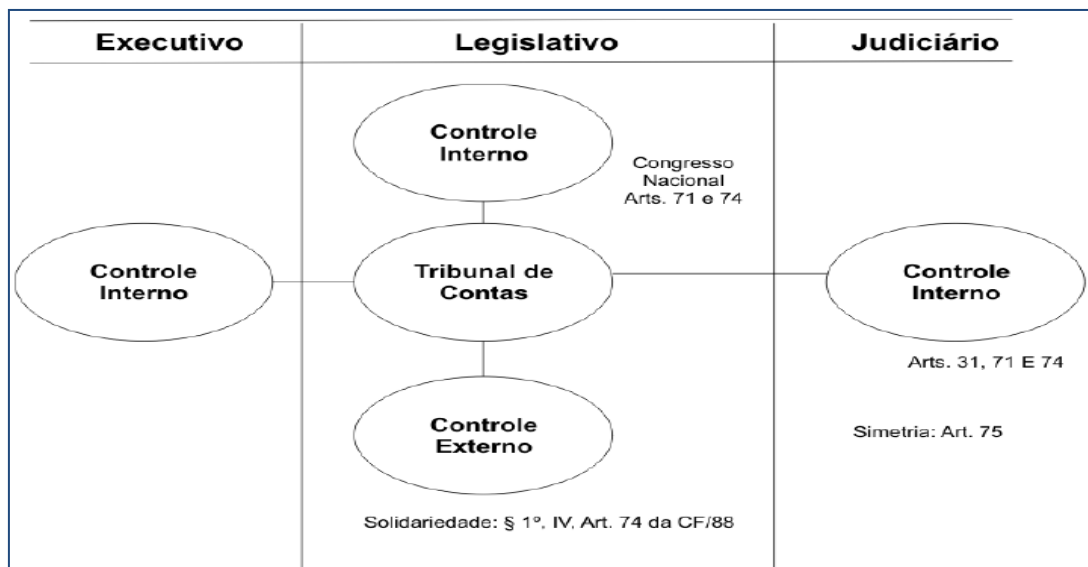 Executivo
Legislativo
Judiciário
Controle
Interno
Congresso
Nacional
Arts. 71 e 74
Controle
Interno
Tribunal de
Contas
Controle
Interno
Arts. 31, 71 E 74
Controle
Externo
Simetria: Art. 75
Solidariedade: § 1º, IV, Art. 74 da CF/88